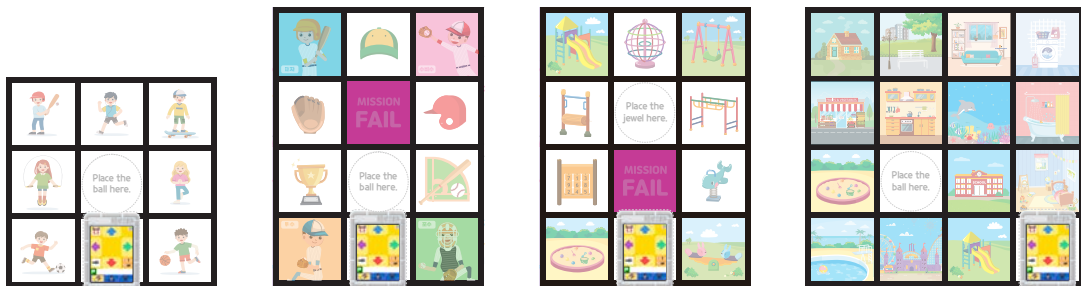 MISSION
FAIL
Place the
ball here.
Place the
ball here.
Place the
jewel here.
MISSION
FAIL
Place the
ball here.